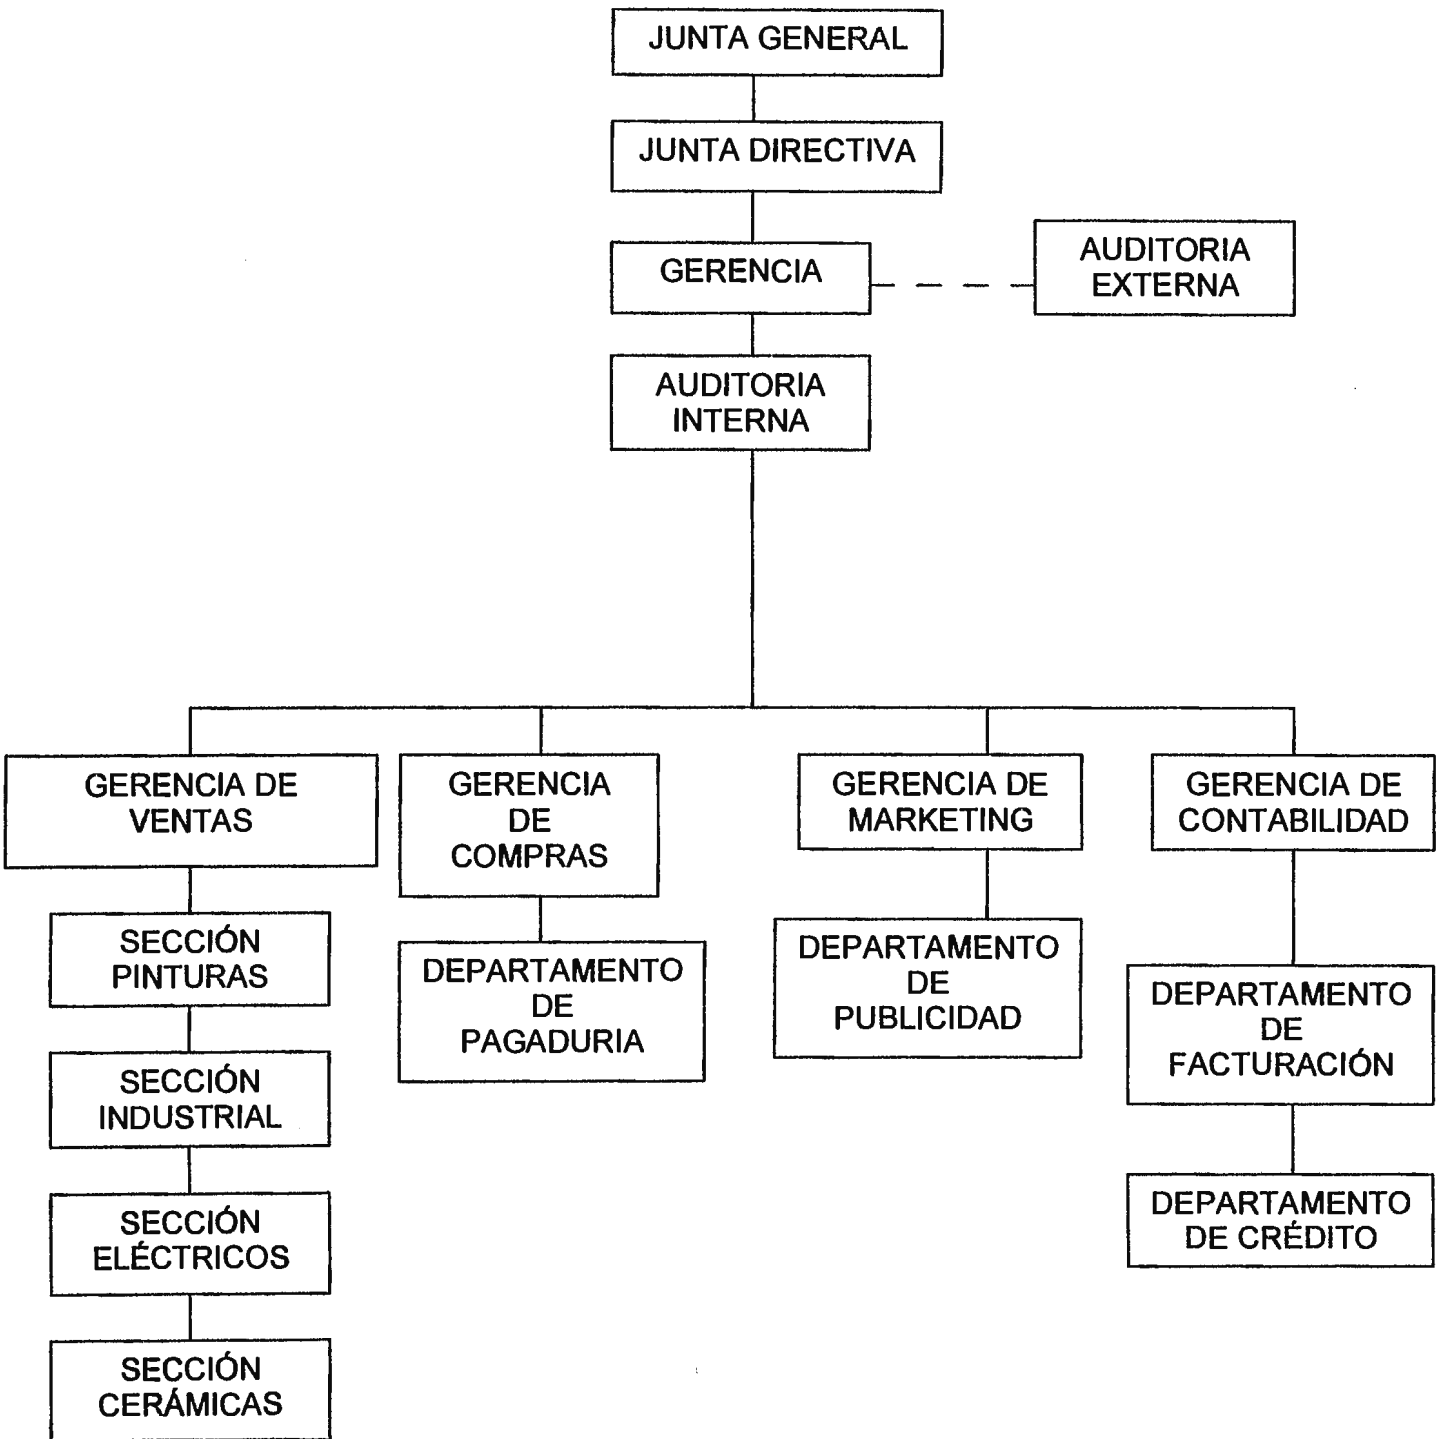 JUNTA GENERAL
JUNTA DIRECTIVA
GERENCIA
AUDITORIA
EXTERNA
AUDITORIA
INTERNA
GERENCIA DE
VENTAS
GERENCIA
DE
COMPRAS
GERENCIA DE
MARKETING
GERENCIA DE
CONTABILIDAD
SECCIÓN
PINTURAS
DEPARTAMENTO
DE
PAGADURIA
DEPARTAMENTO
DE
PUBLICIDAD
DEPARTAMENTO
DE
FACTURACIÓN
SECCIÓN
INDUSTRIAL
SECCIÓN
ELÉCTRICOS
DEPARTAMENTO
DE CRÉDITO
SECCIÓN
CERÁMICAS